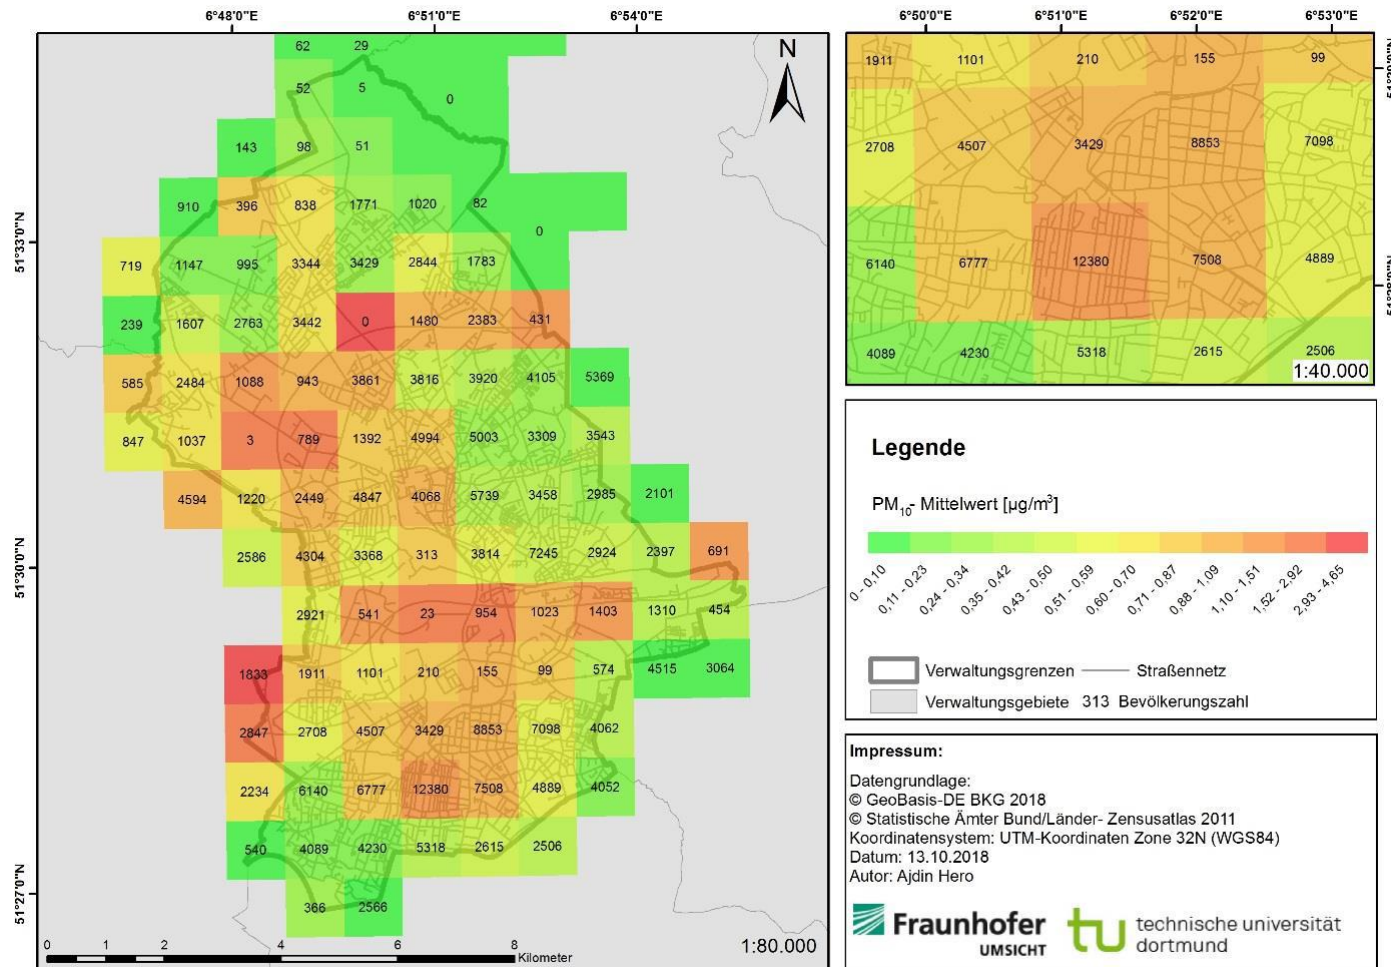 6°48'0"E 6°51'0"E 6°54'0"E
62 29
N
52 5 0
143 98 51
910 396 838 1771 1020 82
0
51°33'0"N
719 1147 995 3344 3429 2844 1783
239 1607 2763 3442 0 1480 2383 431
585 2484 1088 943 3861 3816 3920 4105 5369
847 1037 3 789 1392 4994 5003 3309 3543
4594 1220 2449 4847 4068 5739 3458 2985 2101
51°30'0"N
2586 4304 3368 313 3814 7245 2924 2397 691
2921 541 23 954 1023 1403 1310 454
1833 1911 1101 210 155 99 574 4515 3064
2847 2708 4507 3429 8853 7098 4062
2234 6140 6777 12380 7508 4889 4052
540 4089 4230 5318 2615 2506
51°27'0"N
366 2566
0 1 2 4 6 8
Kilometer
1:80.000
6°50'0"E 6°51'0"E 6°52'0"E 6°53'0"E
1911 1101 210 155 99
2708 4507 3429 8853 7098
6140 6777 12380 7508 4889
4089 4230 5318 2615 2506
1:40.000
Legende
PM10- Mittelwert [µg/m³]
0 - 0,10
0,11 - 0,23
0,24 - 0,34
0,35 - 0,42
0,43 - 0,50
0,51 - 0,59
0,60 - 0,70
0,71 - 0,87
0,88 - 1,09
1,10 - 1,51
1,52 - 2,92
2,93 - 4,65
Verwaltungsgrenzen Straßennetz
Verwaltungsgebiete 313 Bevölkerungszahl
Impressum:
Datengrundlage:
© GeoBasis-DE BKG 2018
© Statistische Ämter Bund/Länder- Zensusatlas 2011
Koordinatensystem: UTM-Koordinaten Zone 32N (WGS84)
Datum: 13.10.2018
Autor: Ajdin Hero
Fraunhofer
UMSICHT
tu technische universität
dortmund